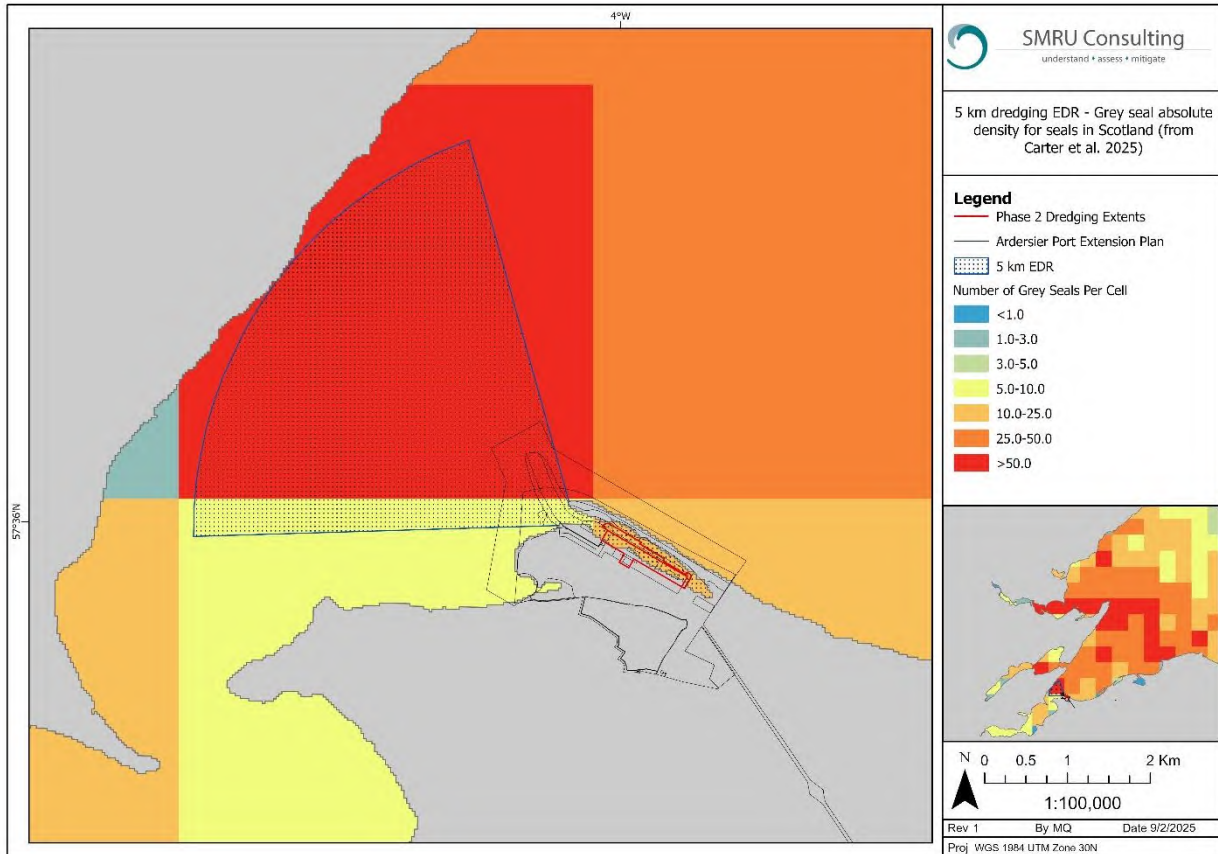 4°W
57°36'N
SMRU Consulting
understand • assess • mitigate
5 km dredging EDR - Grey seal absolute
density for seals in Scotland (from
Carter et al. 2025)
Legend
Phase 2 Dredging Extents
Ardersier Port Extension Plan
5 km EDR
Number of Grey Seals Per Cell
<1.0
1.0-3.0
3.0-5.0
5.0-10.0
10.0-25.0
25.0-50.0
>50.0
N
0 0.5 1 2 Km
1:100,000
Rev 1 By MQ Date 9/2/2025
Proj WGS 1984 UTM Zone 30N